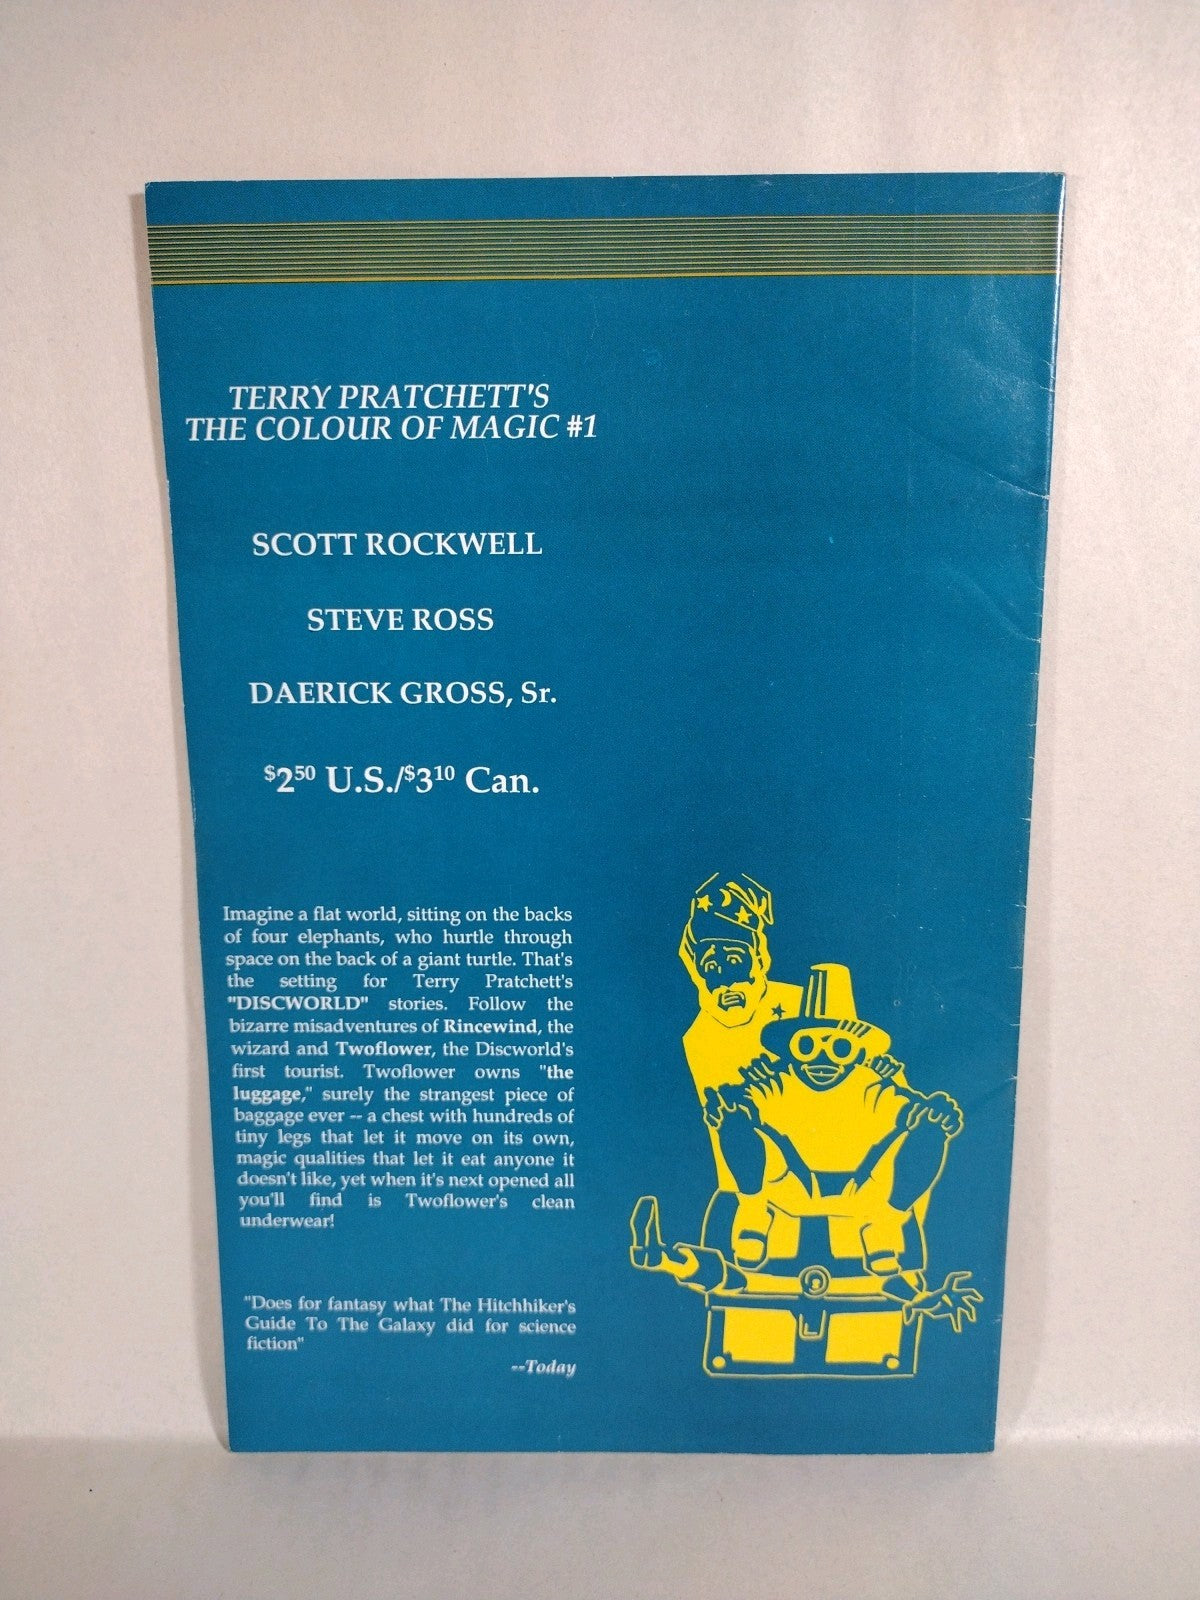 TERRY PRATCHETT'S
THE COLOUR OF MAGIC #1
SCOTT ROCKWELL
STEVE ROSS
DAERICK GROSS, Sr.
$2⁵⁰ U.S./$3¹⁰ Can.
Imagine a flat world, sitting on the backs
of four elephants, who hurtle through
space on the back of a giant turtle. That's
the setting for Terry Pratchett's
"DISCWORLD" stories. Follow the
bizarre misadventures of Rincewind, the
wizard and Twoflower, the Discworld's
first tourist. Twoflower owns "the
luggage," surely the strangest piece of
baggage ever -- a chest with hundreds of
tiny legs that let it move on its own,
magic qualities that let it eat anyone it
doesn't like, yet when it's next opened all
you'll find is Twoflower's clean
underwear!
"Does for fantasy what The Hitchhiker's
Guide To The Galaxy did for science
fiction"
--Today